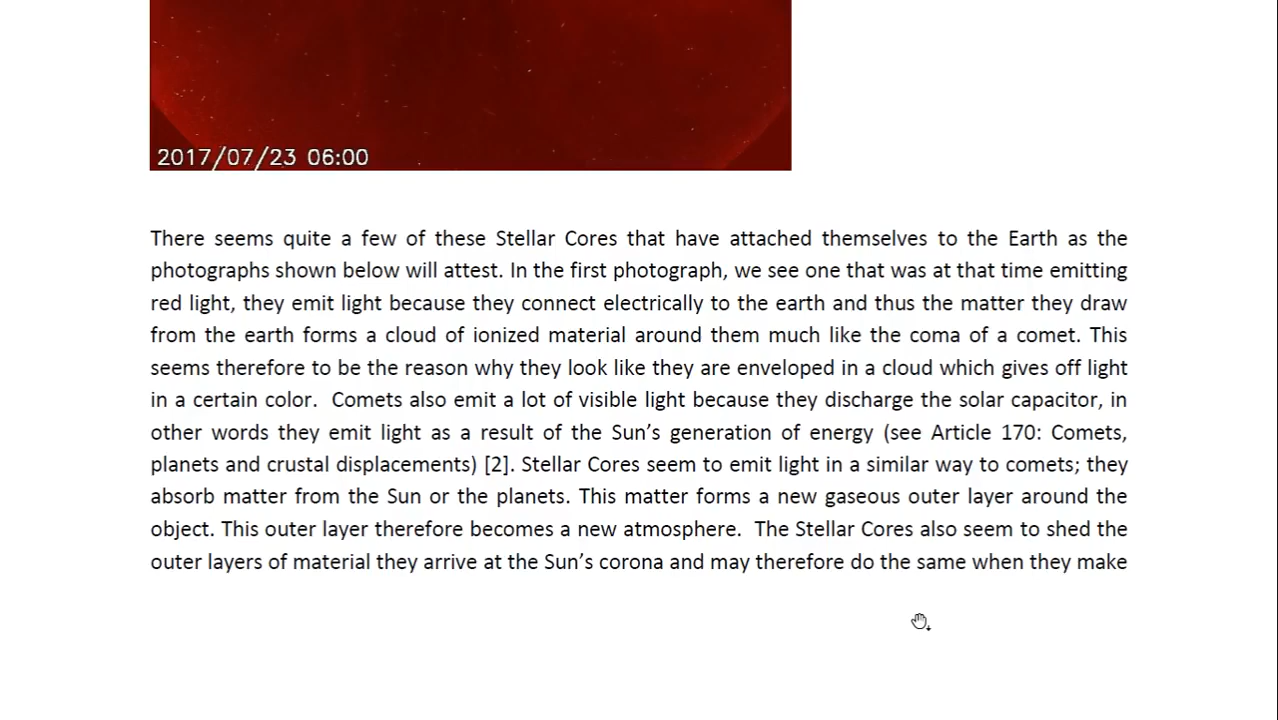 2017/07/23 06:00
There seems quite a few of these Stellar Cores that have attached themselves to the Earth as the
photographs shown below will attest. In the first photograph, we see one that was at that time emitting
red light, they emit light because they connect electrically to the earth and thus the matter they draw
from the earth forms a cloud of ionized material around them much like the coma of a comet. This
seems therefore to be the reason why they look like they are enveloped in a cloud which gives off light
in a certain color.  Comets also emit a lot of visible light because they discharge the solar capacitor, in
other words they emit light as a result of the Sun’s generation of energy (see Article 170: Comets,
planets and crustal displacements) [2]. Stellar Cores seem to emit light in a similar way to comets; they
absorb matter from the Sun or the planets. This matter forms a new gaseous outer layer around the
object. This outer layer therefore becomes a new atmosphere.  The Stellar Cores also seem to shed the
outer layers of material they arrive at the Sun’s corona and may therefore do the same when they make